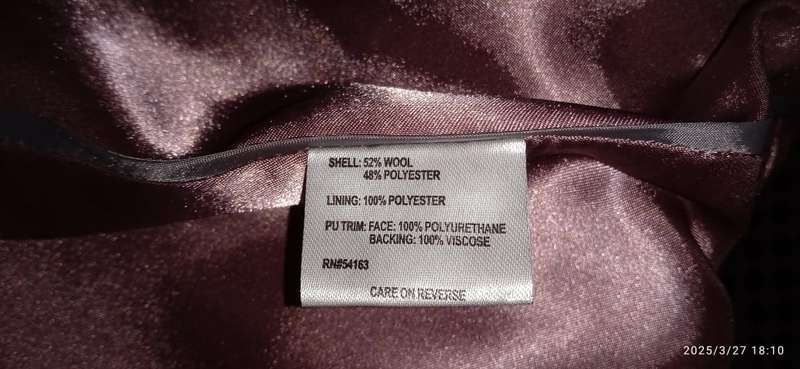 SHELL: 52% WOOL
48% POLYESTER
LINING: 100% POLYESTER
PU TRIM: FACE: 100% POLYURETHANE
BACKING: 100% VISCOSE
RN#54163
CARE ON REVERSE
2025/3/27 18:10